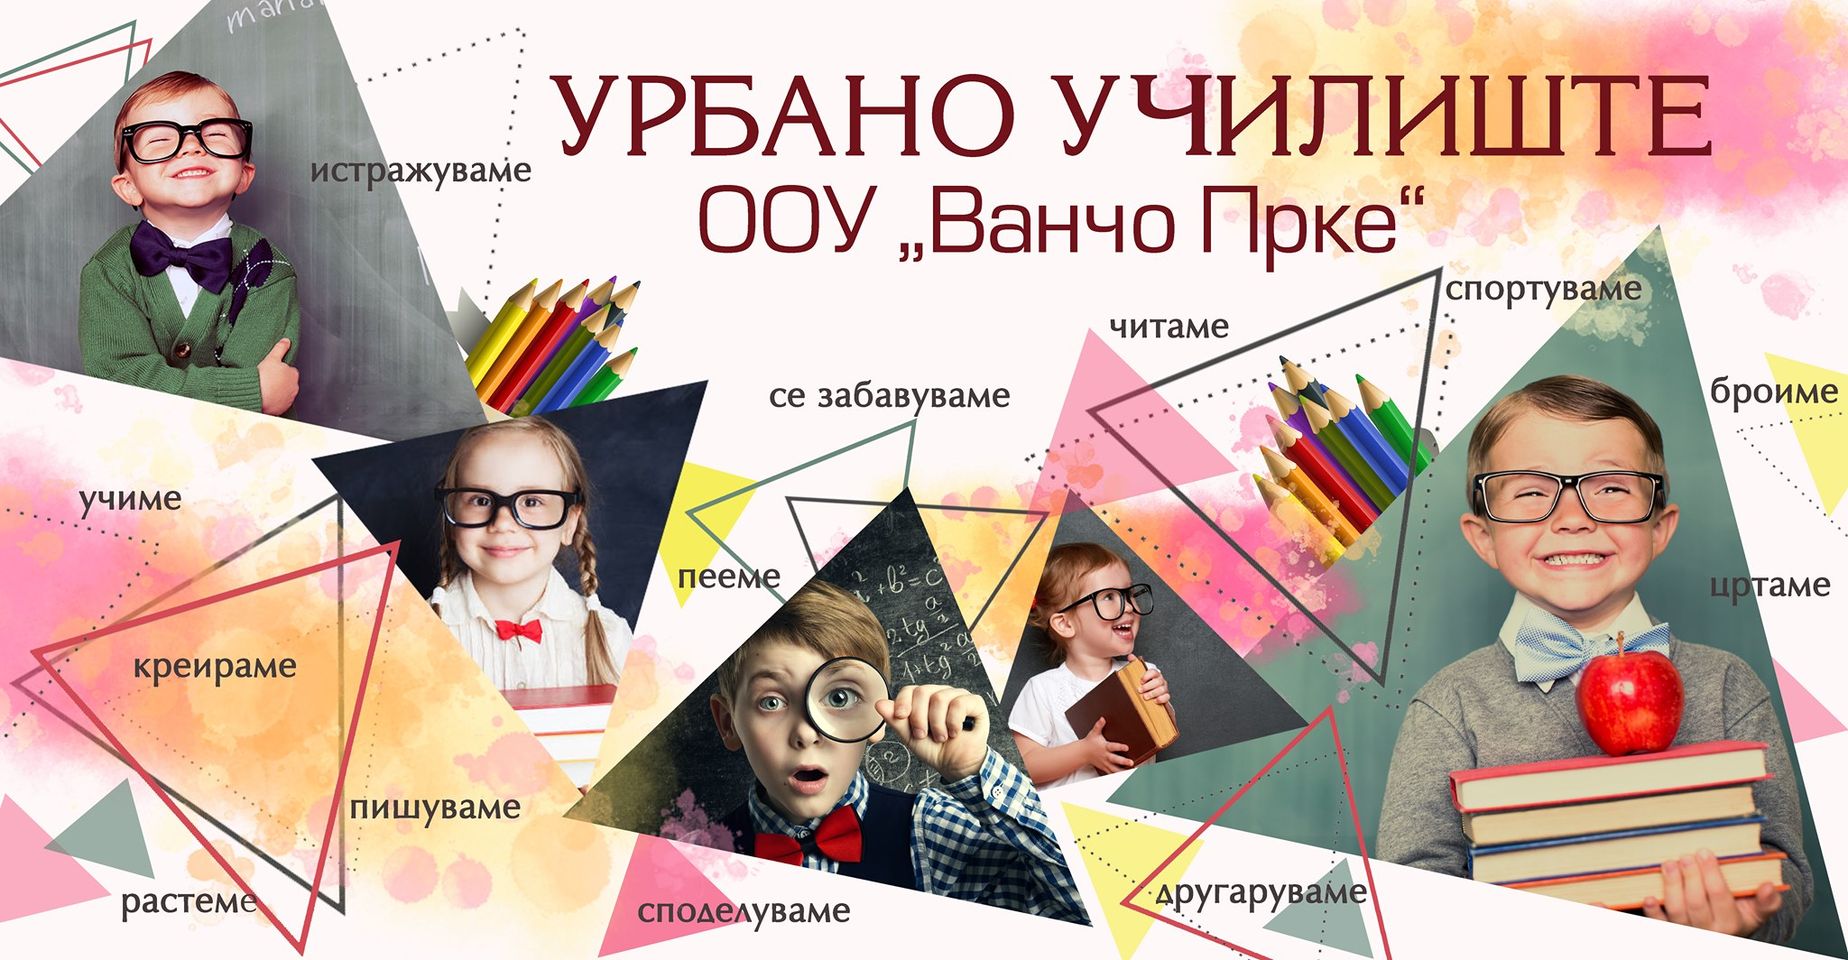 УРБАНО УЧИЛИШТЕ
ООУ „Ванчо Прке“
истражуваме
спортуваме
читаме
се забавуваме
броиме
учиме
пееме
цртаме
креираме
пишуваме
растеме
споделуваме
другаруваме